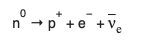 n⁰ → p⁺ + e⁻ + ν̅ₑ